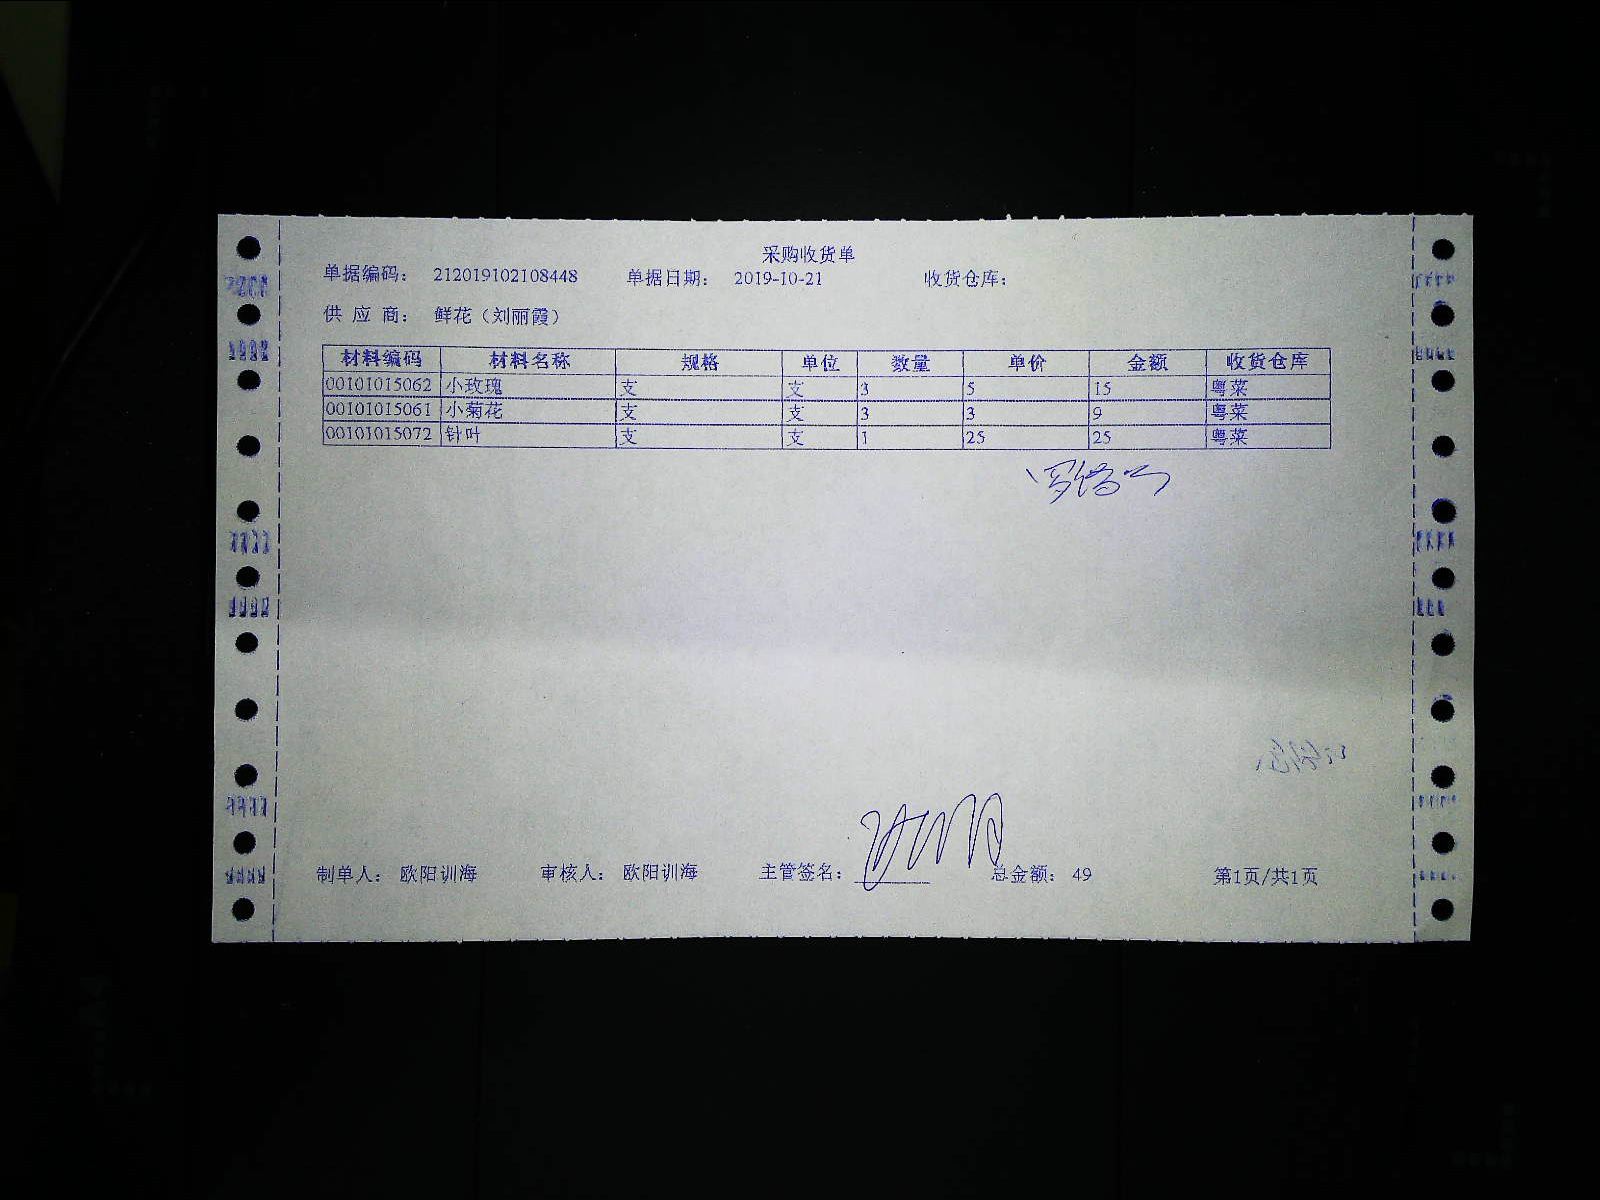 采购收货单
单据编码: 212019102108448 单据日期: 2019-10-21 收货仓库:
供 应 商: 鲜花（刘丽霞）
材料编码 材料名称 规格 单位 数量 单价 金额 收货仓库
00101015062 小玫瑰 支 支 3 5 15 粤菜
00101015061 小菊花 支 支 3 3 9 粤菜
00101015072 针叶 支 支 1 25 25 粤菜
制单人: 欧阳训海 审核人: 欧阳训海 主管签名: 总金额: 49 第1页/共1页